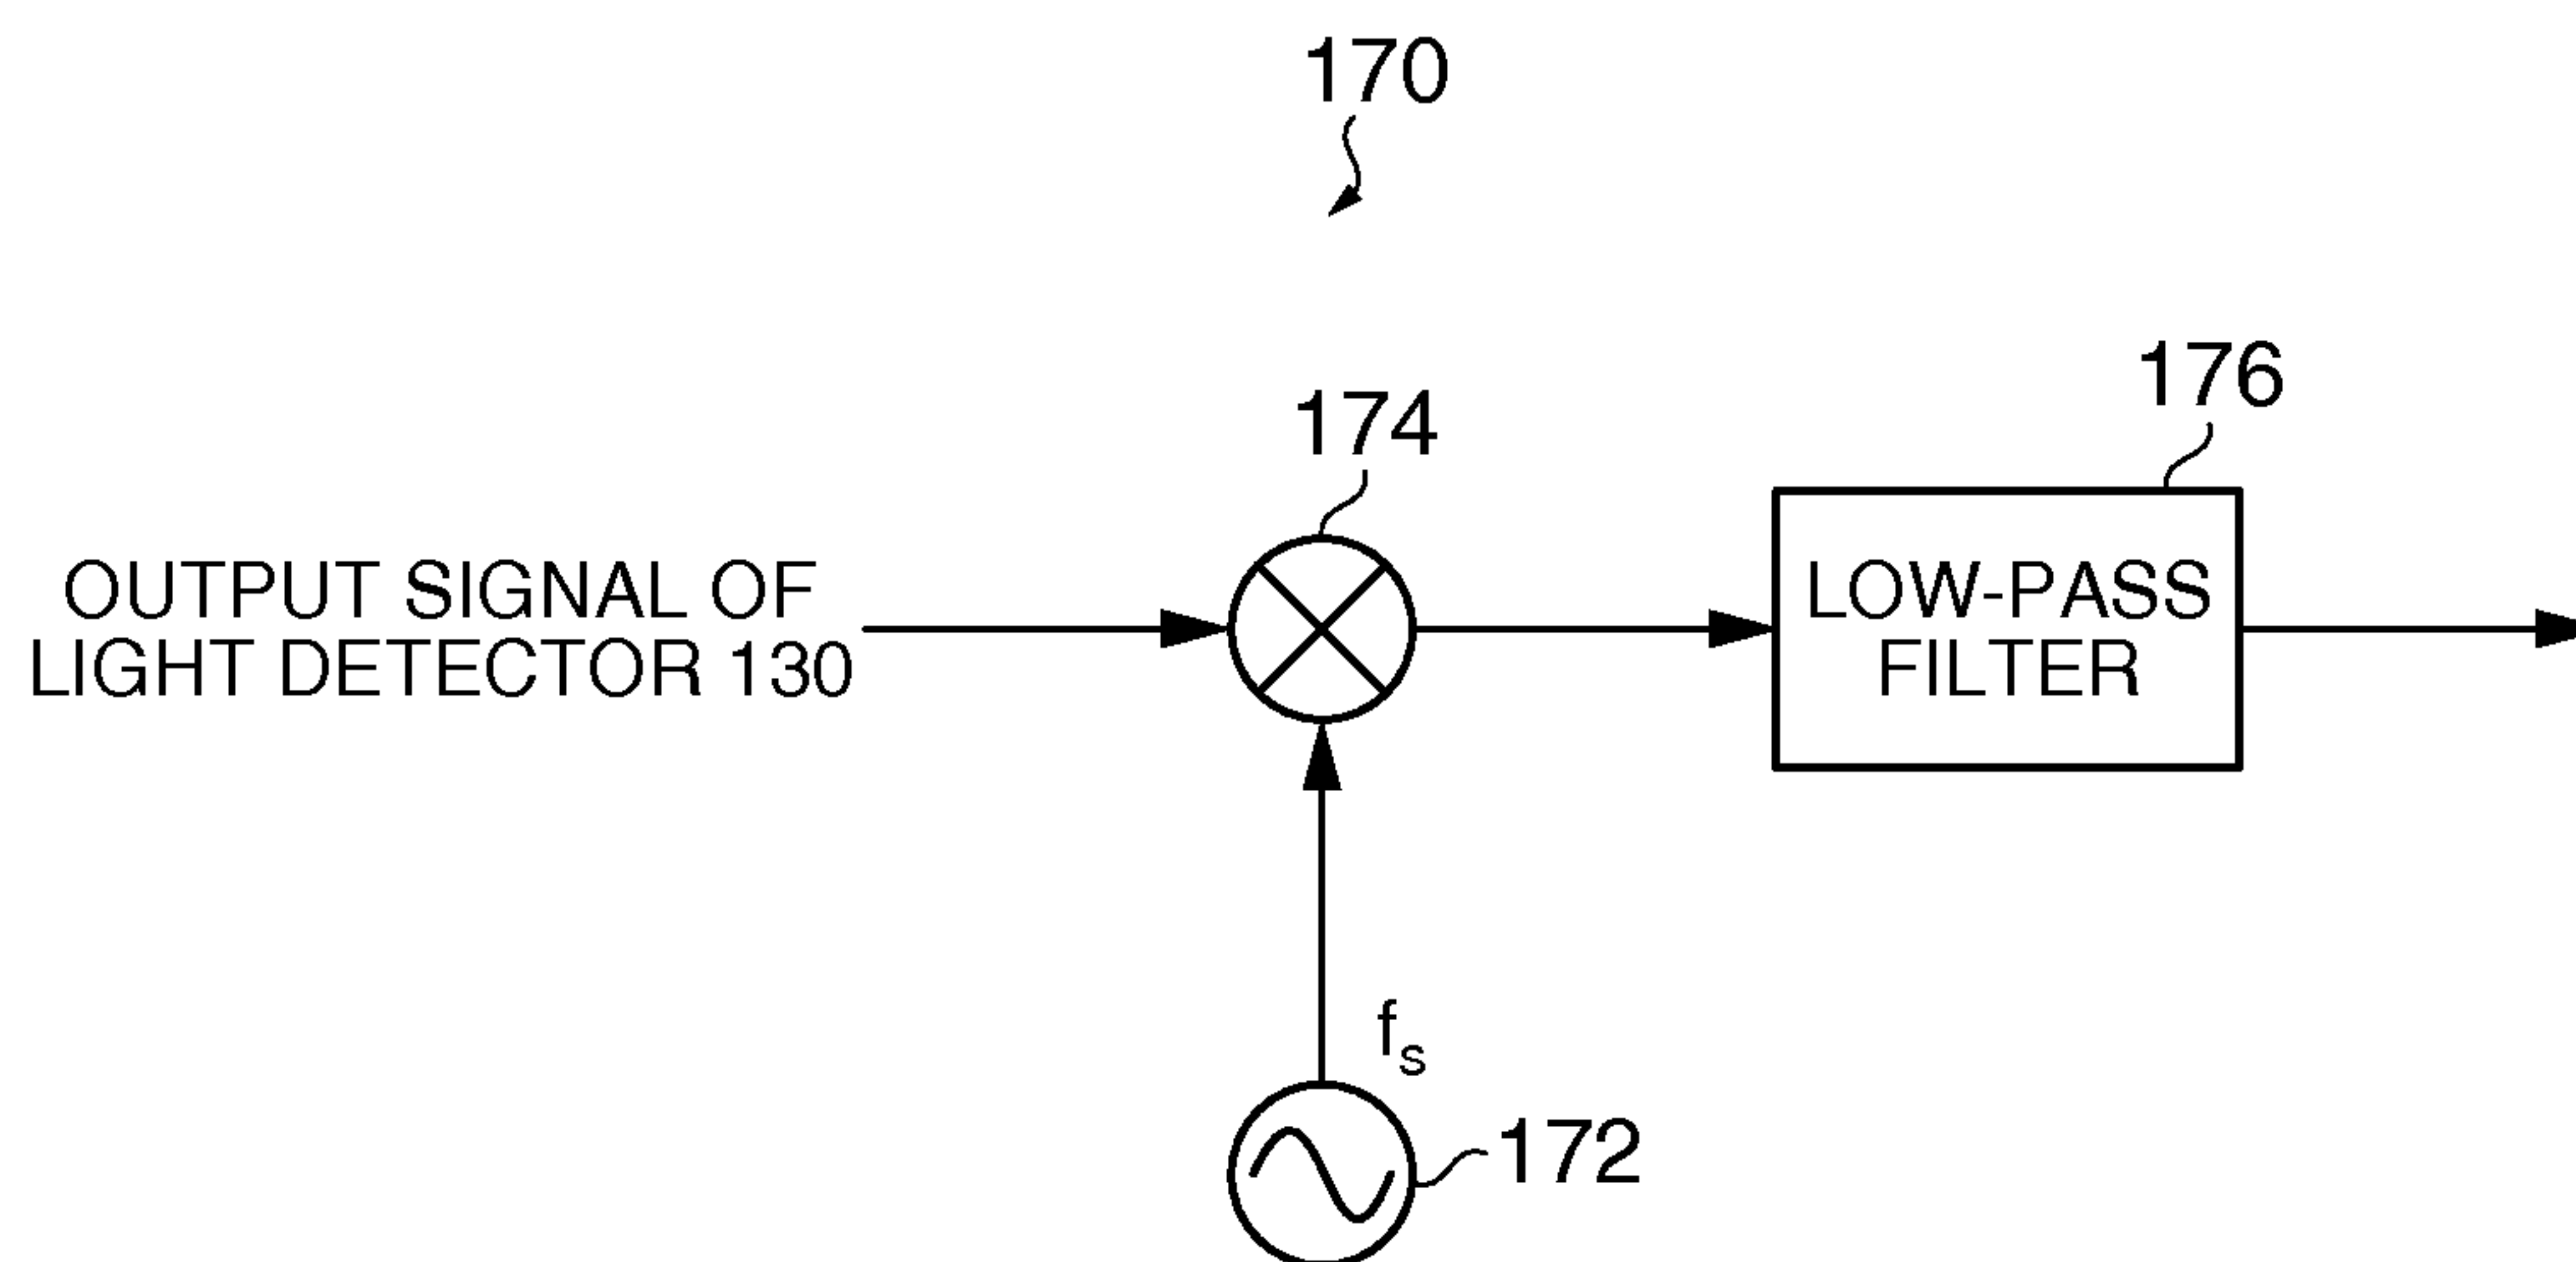 170
174
176
OUTPUT SIGNAL OF
LIGHT DETECTOR 130
LOW-PASS
FILTER
fs
172